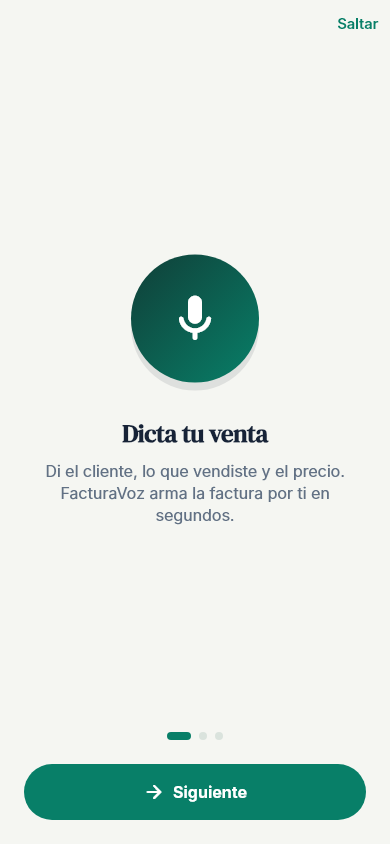 Saltar
Dicta tu venta
Di el cliente, lo que vendiste y el precio.
FacturaVoz arma la factura por ti en
segundos.
Siguiente